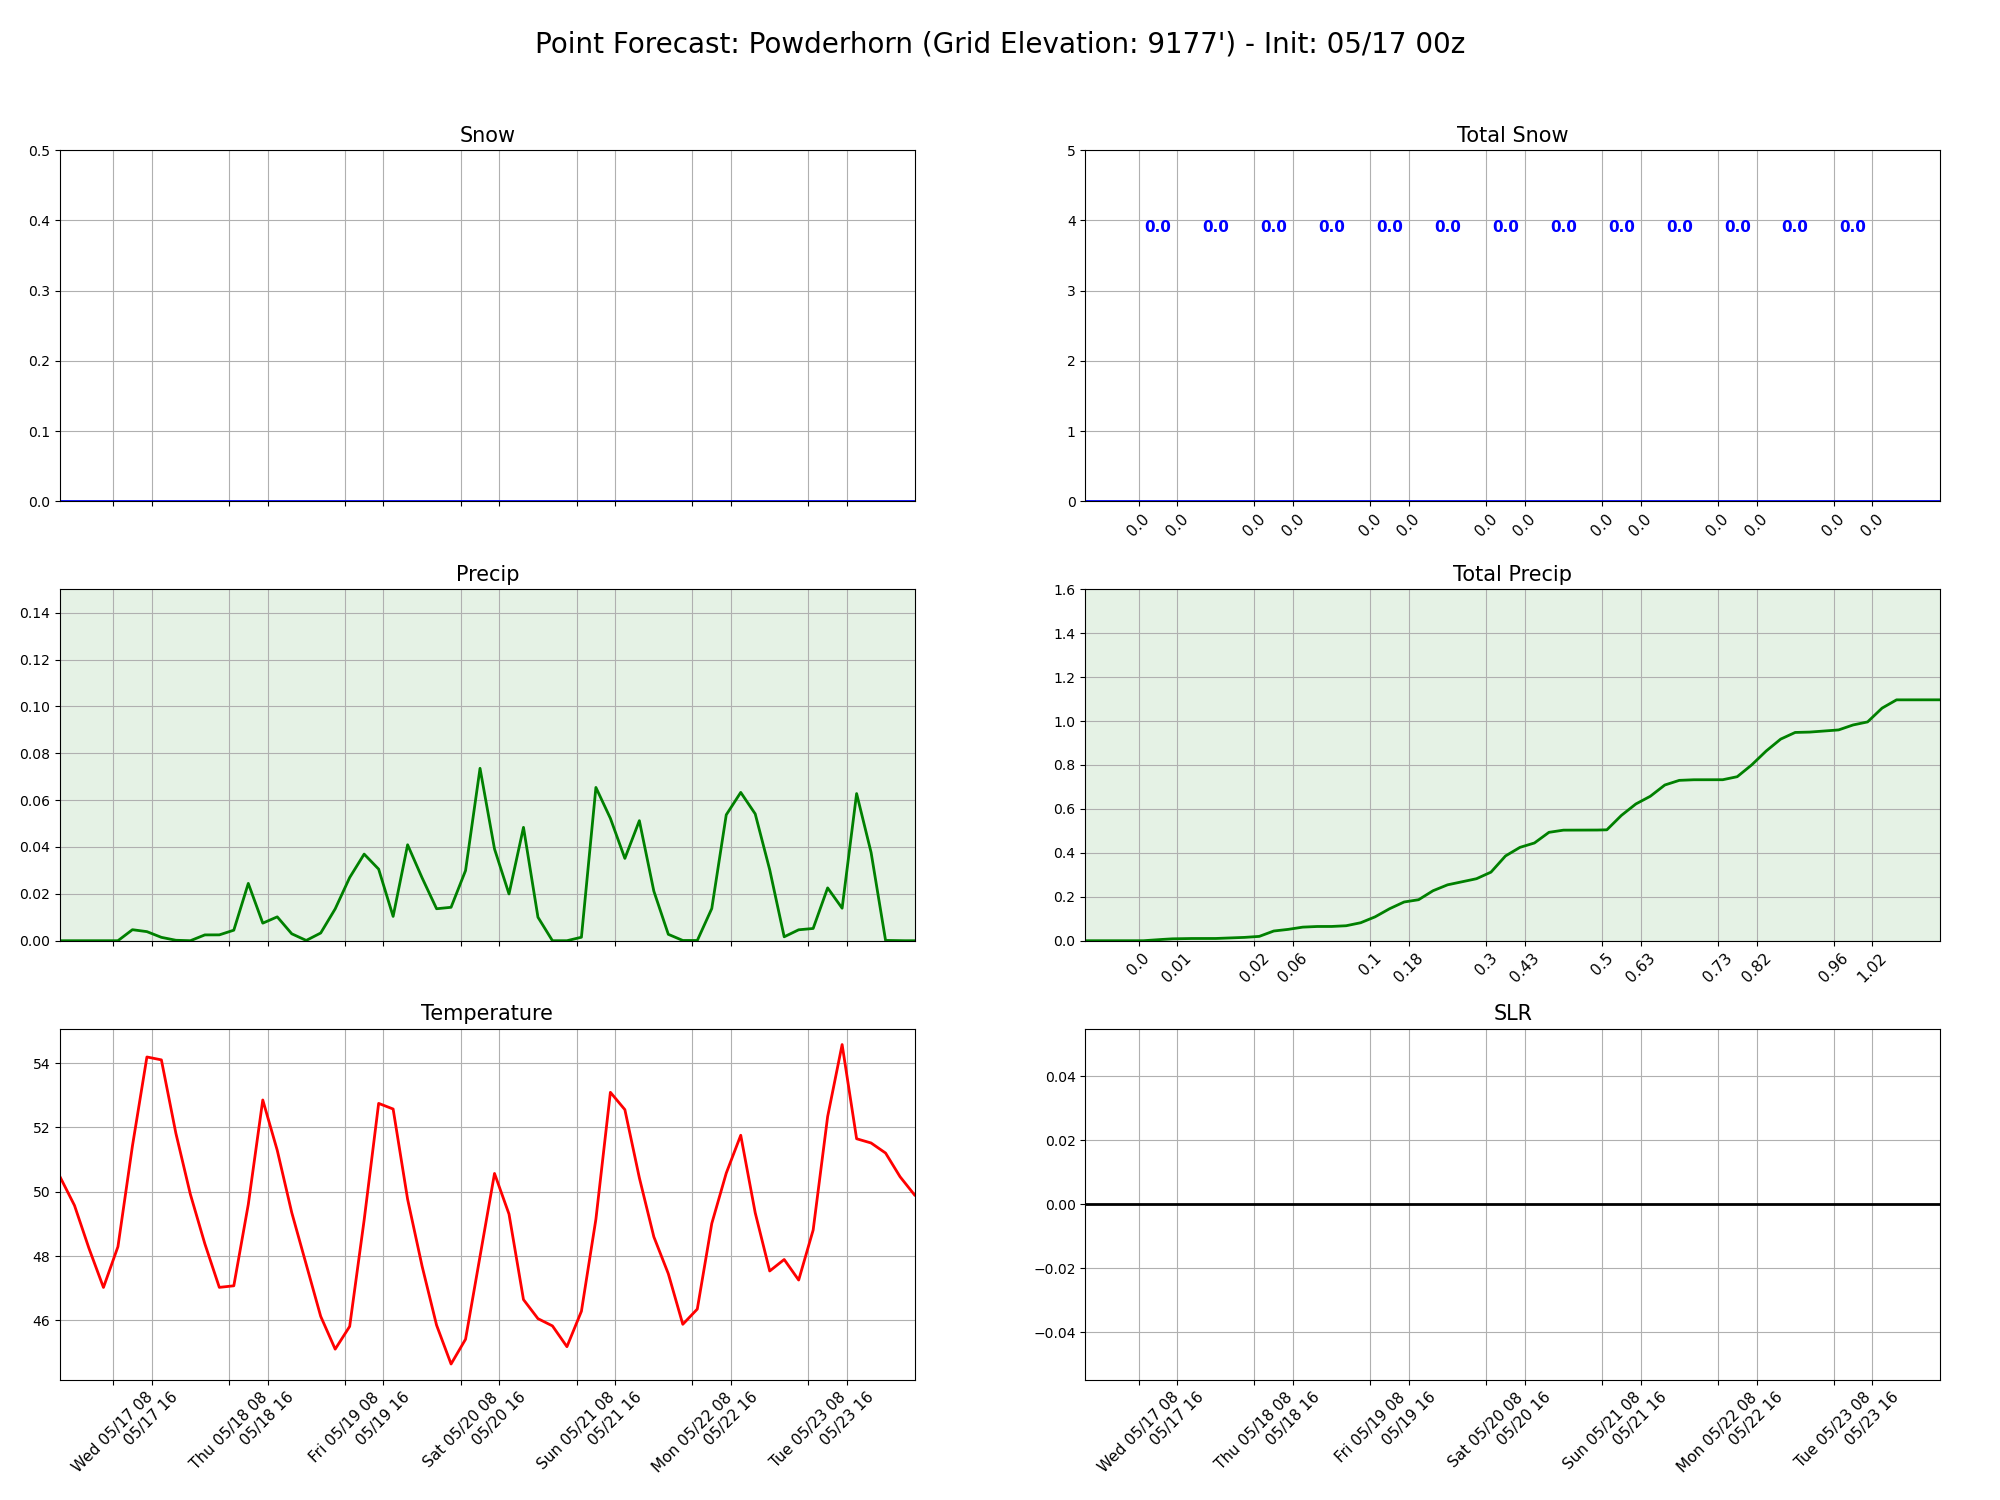 Point Forecast: Powderhorn (Grid Elevation: 9177') - Init: 05/17 00z
Snow
0.5
0.4
0.3
0.2
0.1
0.0
Total Snow
5
4
3
2
1
0
0.0 0.0 0.0 0.0 0.0 0.0 0.0 0.0 0.0 0.0 0.0 0.0 0.0
0.0 0.0 0.0 0.0 0.0 0.0 0.0 0.0 0.0 0.0 0.0 0.0 0.0 0.0
Precip
0.14
0.12
0.10
0.08
0.06
0.04
0.02
0.00
Total Precip
1.6
1.4
1.2
1.0
0.8
0.6
0.4
0.2
0.0
0.0 0.01 0.02 0.06 0.1 0.18 0.3 0.43 0.5 0.63 0.73 0.82 0.96 1.02
Temperature
54
52
50
48
46
Wed 05/17 08
05/17 16
Thu 05/18 08
05/18 16
Fri 05/19 08
05/19 16
Sat 05/20 08
05/20 16
Sun 05/21 08
05/21 16
Mon 05/22 08
05/22 16
Tue 05/23 08
05/23 16
SLR
0.04
0.02
0.00
−0.02
−0.04
Wed 05/17 08
05/17 16
Thu 05/18 08
05/18 16
Fri 05/19 08
05/19 16
Sat 05/20 08
05/20 16
Sun 05/21 08
05/21 16
Mon 05/22 08
05/22 16
Tue 05/23 08
05/23 16